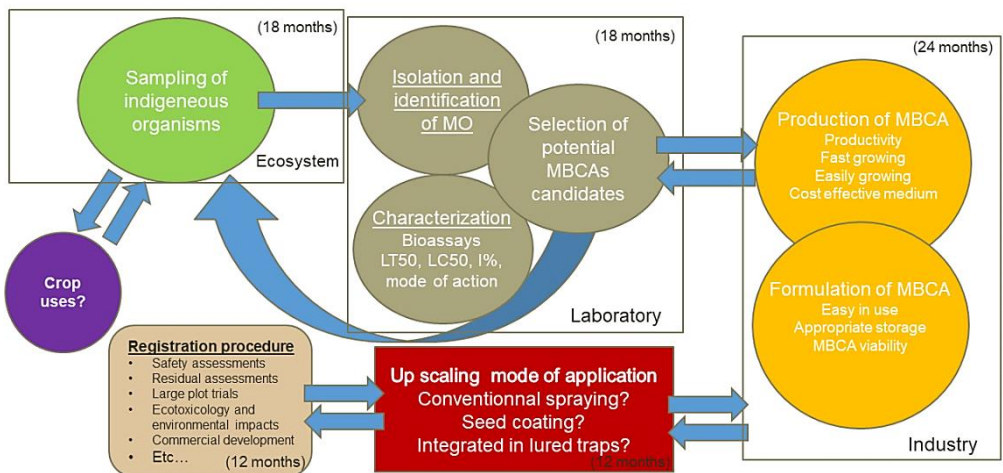 (18 months)
Sampling of
indigeneous
organisms
Ecosystem
Crop
uses?
(18 months)
Isolation and
identification
of MO
Selection of
potential
MBCAs
candidates
Characterization
Bioassays
LT50, LC50, I%,
mode of action
Laboratory
(24 months)
Production of MBCA
Productivity
Fast growing
Easily growing
Cost effective medium
Formulation of MBCA
Easy in use
Appropriate storage
MBCA viability
Industry
Registration procedure
• Safety assessments
• Residual assessments
• Large plot trials
• Ecotoxicology and
environmental impacts
• Commercial development
• Etc…
(12 months)
Up scaling mode of application
Conventionnal spraying?
Seed coating?
Integrated in lured traps?
(12 months)